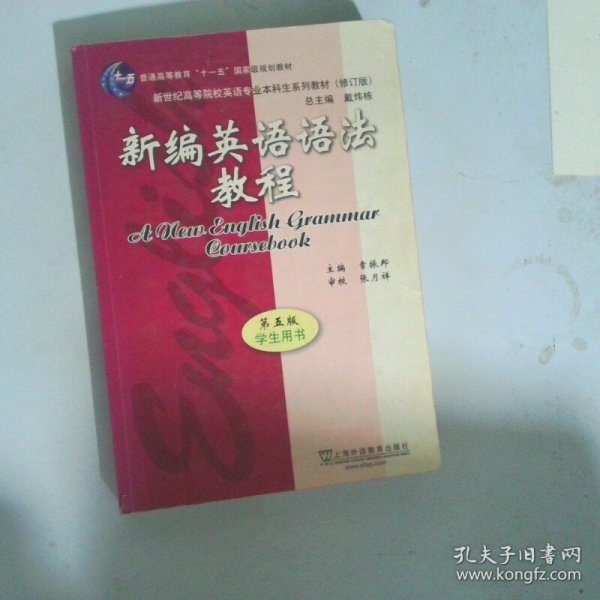 十一五 普通高等教育“十一五”国家级规划教材
新世纪高等院校英语专业本科生系列教材(修订版)
总主编 戴炜栋
新编英语语法
教程
English
A New English Grammar
Coursebook
主编 章振邦
审校 张月祥
第五版
学生用书
上海外语教育出版社
www.sflep.com
孔夫子旧书网
www.kongfz.com